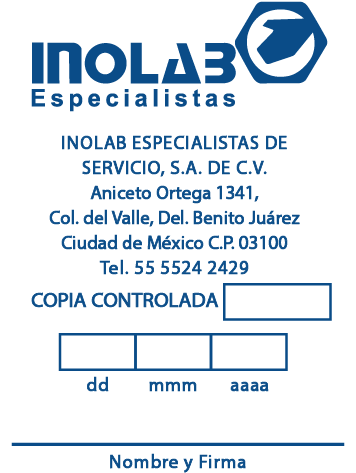 INOLAB
Especialistas
INOLAB ESPECIALISTAS DE
SERVICIO, S.A. DE C.V.
Aniceto Ortega 1341,
Col. del Valle, Del. Benito Juárez
Ciudad de México C.P. 03100
Tel. 55 5524 2429
COPIA CONTROLADA
dd mmm aaaa
Nombre y Firma